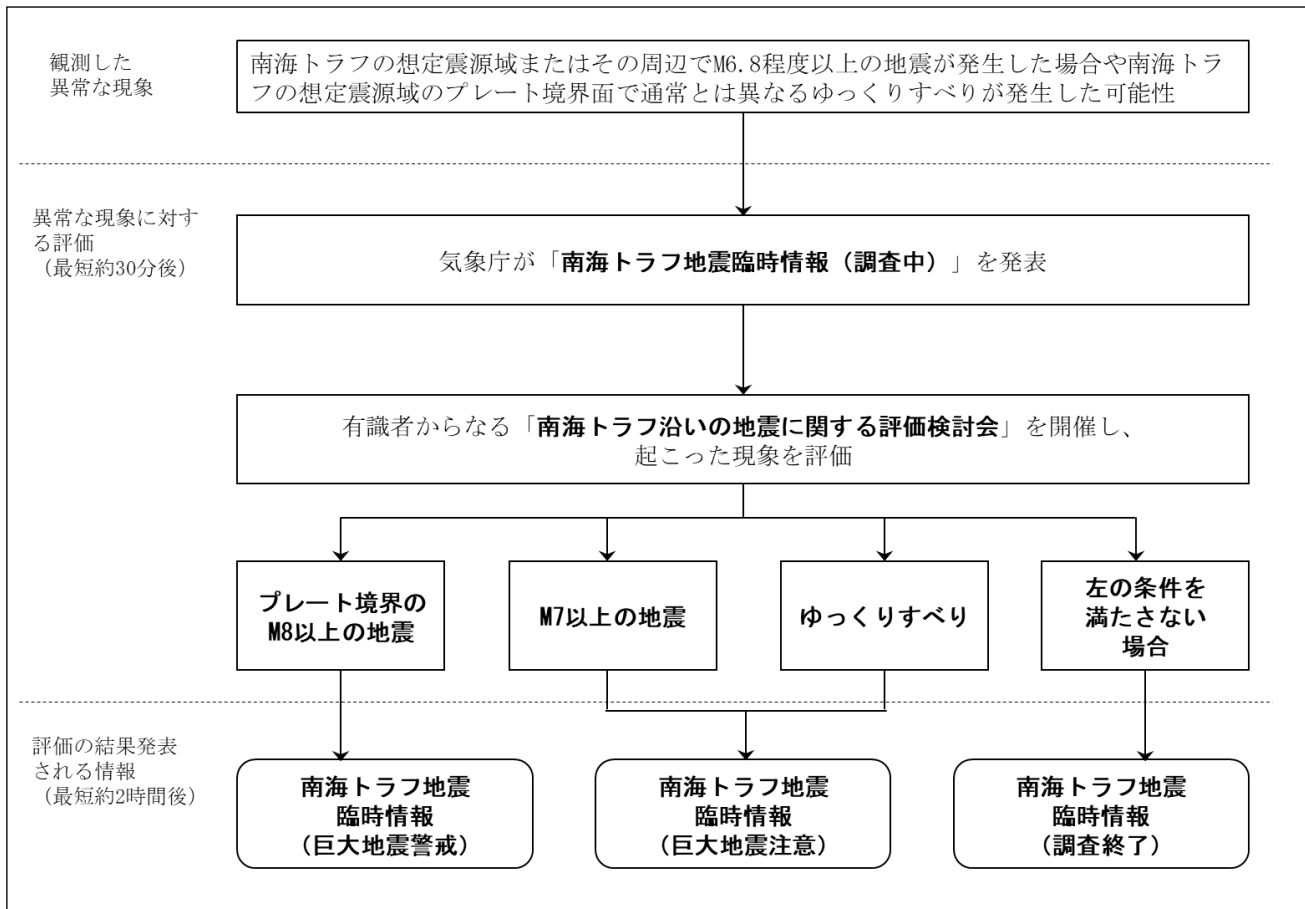 観測した
異常な現象
南海トラフの想定震源域またはその周辺でM6.8程度以上の地震が発生した場合や南海トラ
フの想定震源域のプレート境界面で通常とは異なるゆっくりすべりが発生した可能性
異常な現象に対す
る評価
（最短約30分後）
気象庁が「南海トラフ地震臨時情報（調査中）」を発表
有識者からなる「南海トラフ沿いの地震に関する評価検討会」を開催し、
起こった現象を評価
プレート境界の
M8以上の地震
M7以上の地震
ゆっくりすべり
左の条件を
満たさない
場合
評価の結果発表
される情報
（最短約2時間後）
南海トラフ地震
臨時情報
（巨大地震警戒）
南海トラフ地震
臨時情報
（巨大地震注意）
南海トラフ地震
臨時情報
（調査終了）